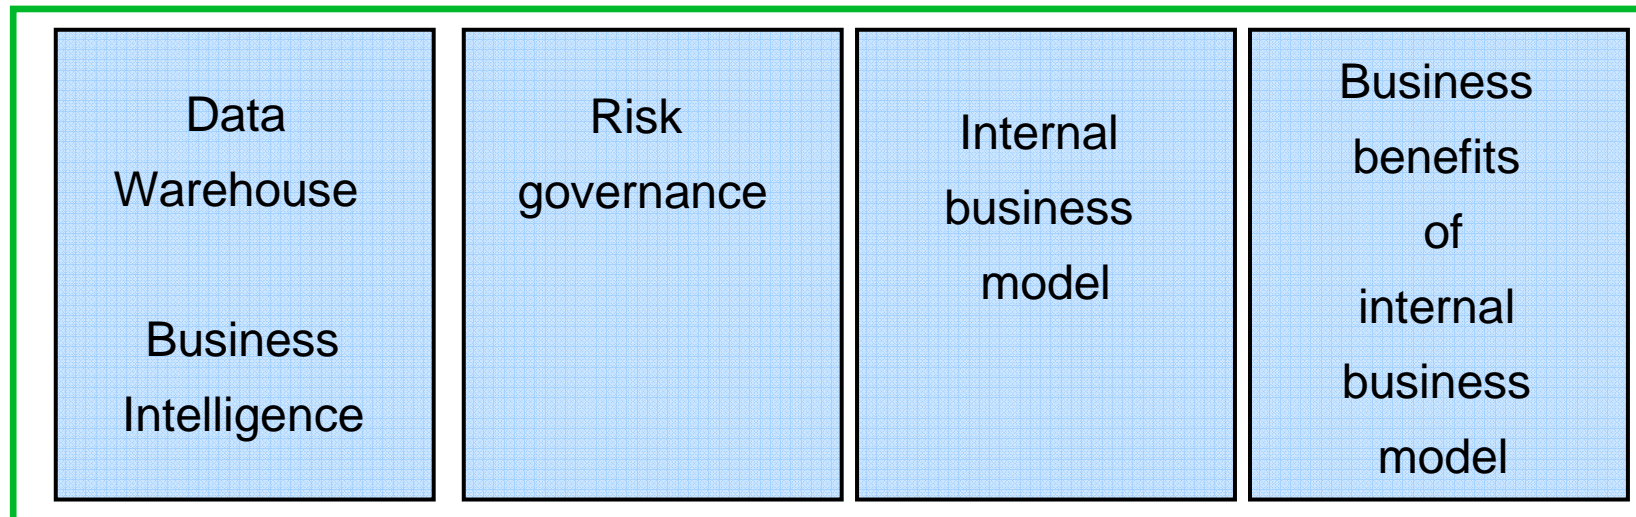 Data
Warehouse
Business
Intelligence
Risk
governance
Internal
business
model
Business
benefits
of
internal
business
model